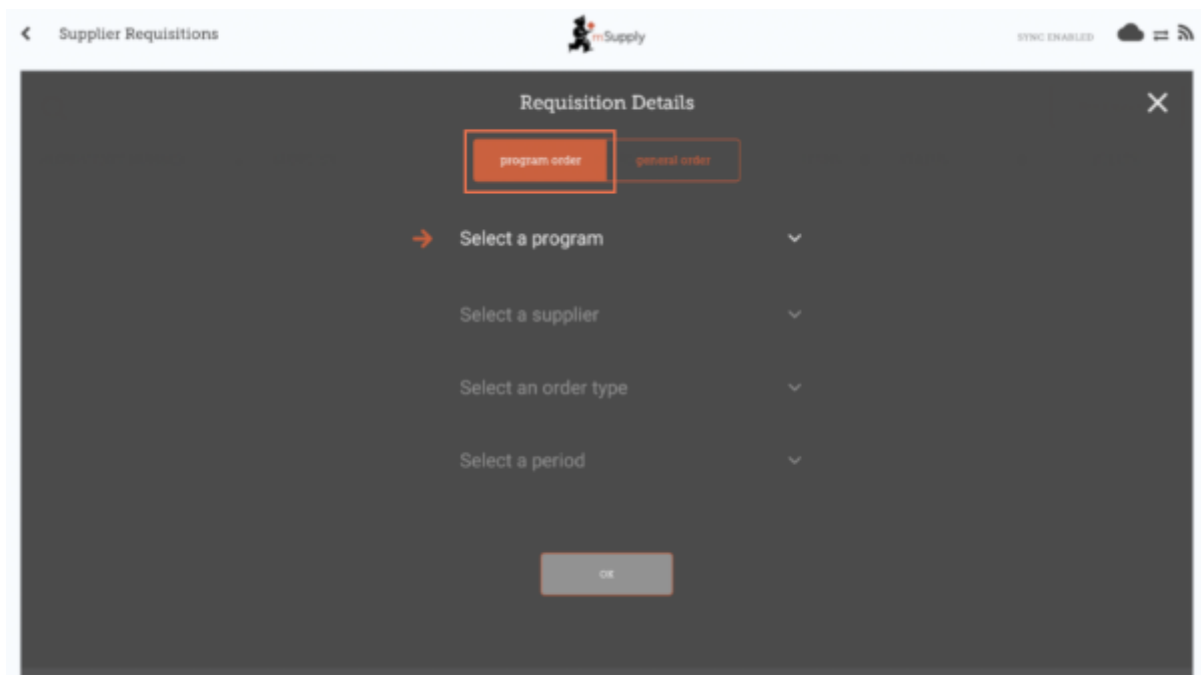 Supplier Requisitions
mSupply
SYNC ENABLED
Requisition Details
program order
general order
Select a program
Select a supplier
Select an order type
Select a period
OK